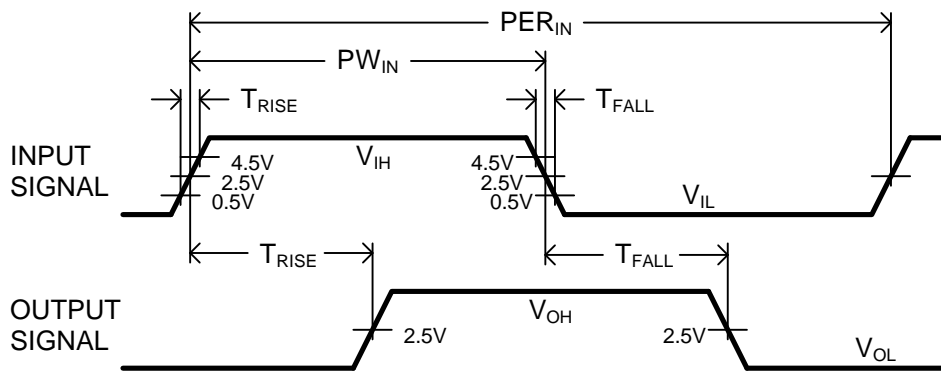 PER_IN
PW_IN
T_RISE
T_FALL
INPUT
SIGNAL
4.5V
2.5V
0.5V
V_IH
4.5V
2.5V
0.5V
V_IL
T_RISE
T_FALL
OUTPUT
SIGNAL
2.5V
V_OH
2.5V
V_OL